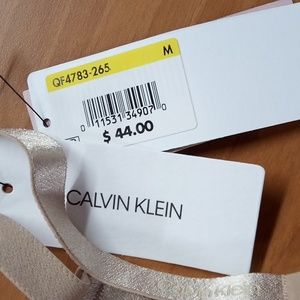 QF4783-265 M
0 11531 34907 0
$ 44.00
CALVIN KLEIN